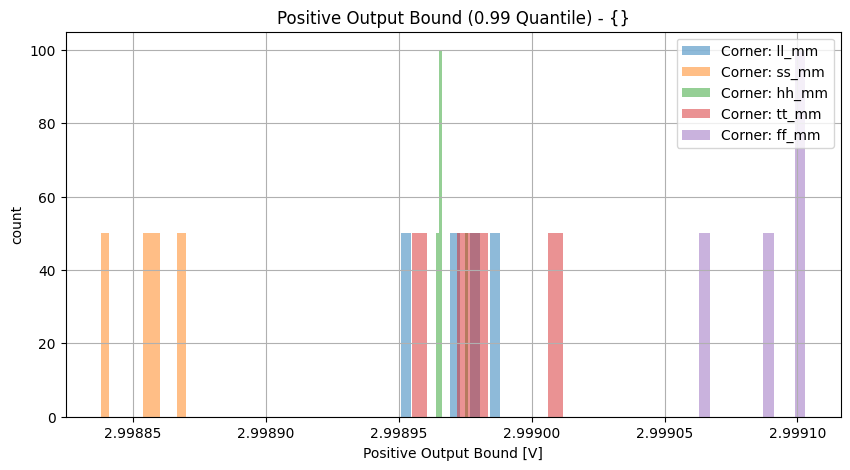 Positive Output Bound (0.99 Quantile) - {}
100
80
60
40
20
0
count
Corner: ll_mm
Corner: ss_mm
Corner: hh_mm
Corner: tt_mm
Corner: ff_mm
2.99885 2.99890 2.99895 2.99900 2.99905 2.99910
Positive Output Bound [V]